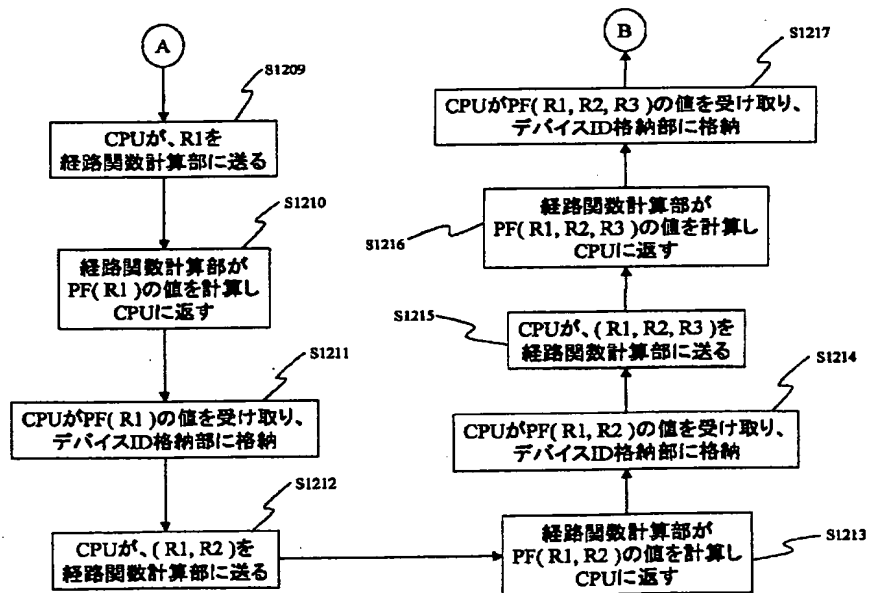 A
S1209
CPUが、R1を
経路関数計算部に送る
S1210
経路関数計算部が
PF( R1 )の値を計算し
CPUに返す
S1211
CPUがPF( R1 )の値を受け取り、
デバイスID格納部に格納
S1212
CPUが、( R1, R2 )を
経路関数計算部に送る
S1213
経路関数計算部が
PF( R1, R2 )の値を計算し
CPUに返す
S1214
CPUがPF( R1, R2 )の値を受け取り、
デバイスID格納部に格納
S1215
CPUが、( R1, R2, R3 )を
経路関数計算部に送る
S1216
経路関数計算部が
PF( R1, R2, R3 )の値を計算し
CPUに返す
S1217
CPUがPF( R1, R2, R3 )の値を受け取り、
デバイスID格納部に格納
B